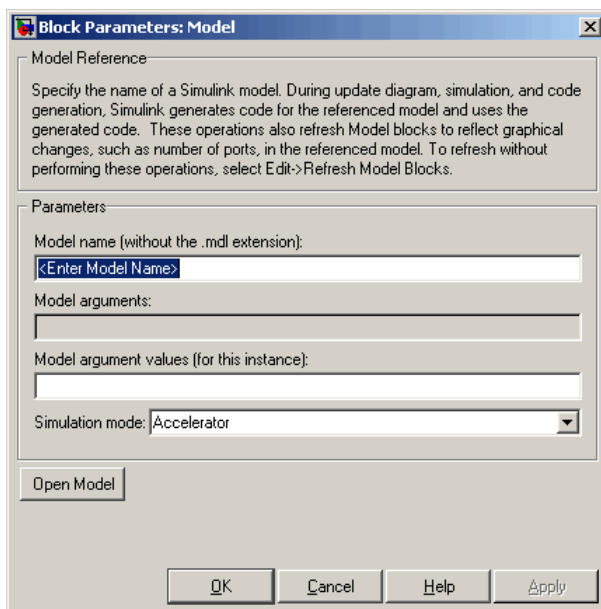 Block Parameters: Model
Model Reference
Specify the name of a Simulink model. During update diagram, simulation, and code
generation, Simulink generates code for the referenced model and uses the
generated code.  These operations also refresh Model blocks to reflect graphical
changes, such as number of ports, in the referenced model. To refresh without
performing these operations, select Edit->Refresh Model Blocks.
Parameters
Model name (without the .mdl extension):
<Enter Model Name>
Model arguments:
Model argument values (for this instance):
Simulation mode: Accelerator
Open Model
OK Cancel Help Apply